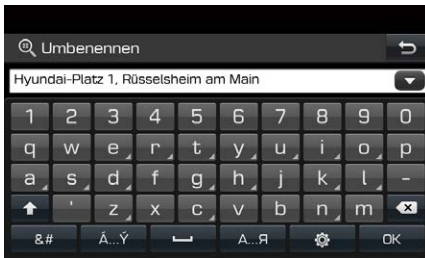 Umbenennen
Hyundai-Platz 1, Rüsselsheim am Main
1 2 3 4 5 6 7 8 9 0
q w e r t y u i o p
a s d f g h j k l -
' z x c v b n m
&# Á...Ý А...Я OK